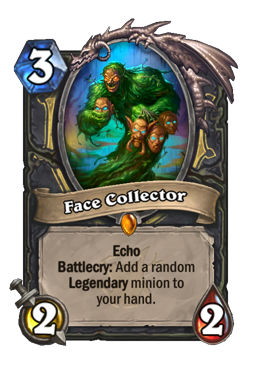 3
Face Collector
Echo
Battlecry: Add a random
Legendary minion to
your hand.
2 2